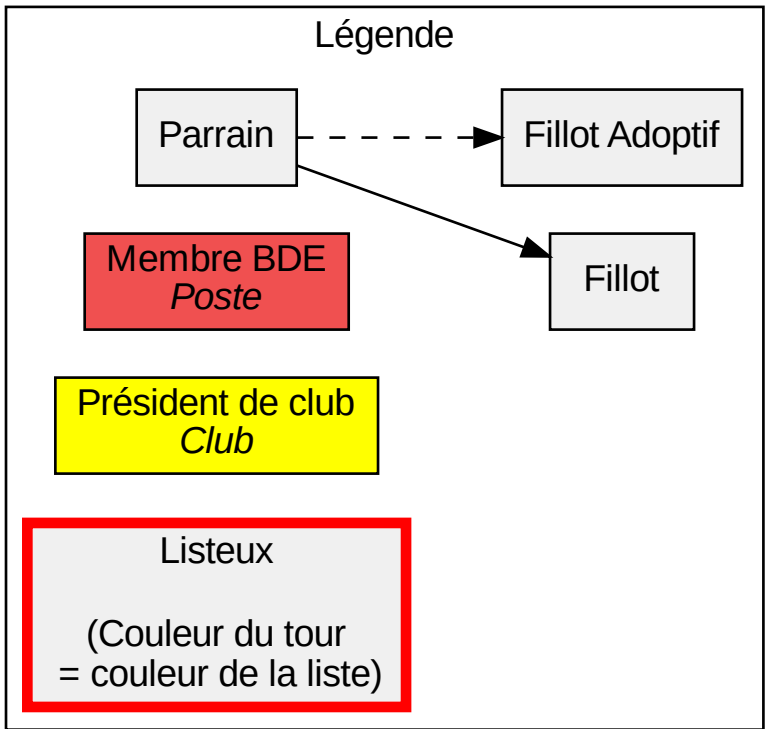 Légende
Parrain
Fillot Adoptif
Membre BDE
Poste
Fillot
Président de club
Club
Listeux
(Couleur du tour
= couleur de la liste)